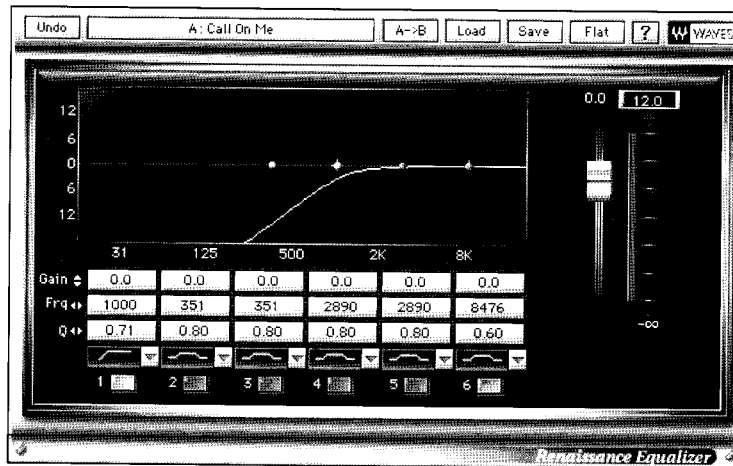 Undo A: Call On Me A->B Load Save Flat ? WAVES
0.0 12.0
12
6
0
6
12
31 125 500 2K 8K
Gain 0.0 0.0 0.0 0.0 0.0 0.0
Frq 1000 351 351 2890 2890 8476
Q 0.71 0.80 0.80 0.80 0.80 0.60
-∞
1 2 3 4 5 6
Renaissance Equalizer